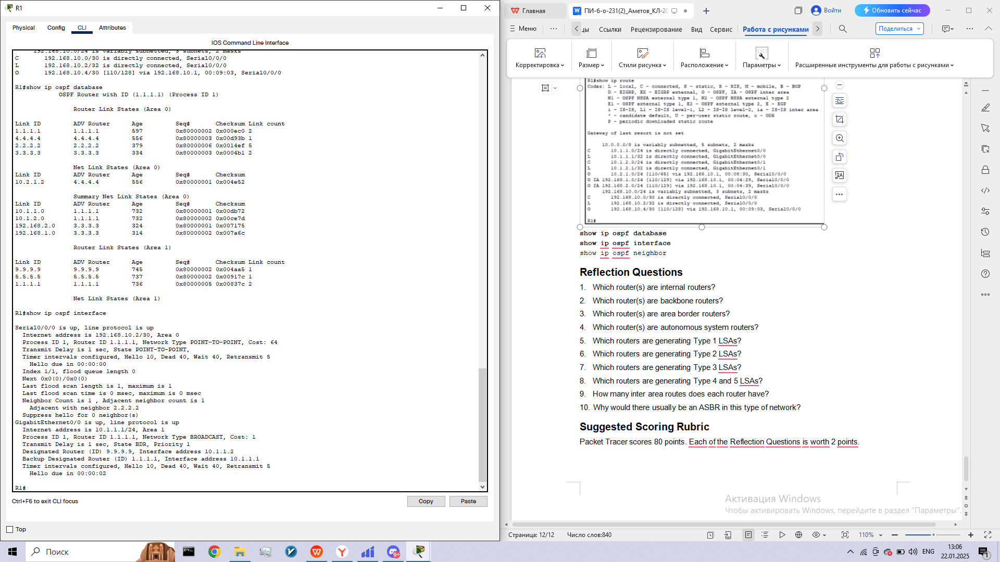 R1
Physical
Config
CLI
Attributes
IOS Command Line Interface
192.168.10.0/24 is variably subnetted, 3 subnets, 2 masks
C 192.168.10.0/30 is directly connected, Serial0/0/0
L 192.168.10.2/32 is directly connected, Serial0/0/0
O 192.168.10.4/30 [110/128] via 192.168.10.1, 00:09:03, Serial0/0/0
R1#show ip ospf database
OSPF Router with ID (1.1.1.1) (Process ID 1)
Router Link States (Area 0)
Link ID ADV Router Age Seq# Checksum Link count
1.1.1.1 1.1.1.1 597 0x80000002 0x000ec0 2
4.4.4.4 4.4.4.4 556 0x80000003 0x00d93b 1
2.2.2.2 2.2.2.2 379 0x80000006 0x0014ef 5
3.3.3.3 3.3.3.3 334 0x80000003 0x0004b1 2
Net Link States (Area 0)
Link ID ADV Router Age Seq# Checksum
10.2.1.2 4.4.4.4 556 0x80000001 0x004e52
Summary Net Link States (Area 0)
Link ID ADV Router Age Seq# Checksum
10.1.1.0 1.1.1.1 732 0x80000001 0x00db72
10.1.2.0 1.1.1.1 732 0x80000002 0x00ce7d
192.168.2.0 3.3.3.3 324 0x80000001 0x007175
192.168.1.0 3.3.3.3 314 0x80000002 0x007a6c
Router Link States (Area 1)
Link ID ADV Router Age Seq# Checksum Link count
9.9.9.9 9.9.9.9 745 0x80000002 0x004aa5 1
5.5.5.5 5.5.5.5 737 0x80000002 0x00917c 1
1.1.1.1 1.1.1.1 736 0x80000005 0x00837c 2
Net Link States (Area 1)
R1#show ip ospf interface
Serial0/0/0 is up, line protocol is up
Internet address is 192.168.10.2/30, Area 0
Process ID 1, Router ID 1.1.1.1, Network Type POINT-TO-POINT, Cost: 64
Transmit Delay is 1 sec, State POINT-TO-POINT,
Timer intervals configured, Hello 10, Dead 40, Wait 40, Retransmit 5
Hello due in 00:00:00
Index 1/1, flood queue length 0
Next 0x0(0)/0x0(0)
Last flood scan length is 1, maximum is 1
Last flood scan time is 0 msec, maximum is 0 msec
Neighbor Count is 1 , Adjacent neighbor count is 1
Adjacent with neighbor 2.2.2.2
Suppress hello for 0 neighbor(s)
GigabitEthernet0/0 is up, line protocol is up
Internet address is 10.1.1.1/24, Area 1
Process ID 1, Router ID 1.1.1.1, Network Type BROADCAST, Cost: 1
Transmit Delay is 1 sec, State BDR, Priority 1
Designated Router (ID) 9.9.9.9, Interface address 10.1.1.2
Backup Designated Router (ID) 1.1.1.1, Interface address 10.1.1.1
Timer intervals configured, Hello 10, Dead 40, Wait 40, Retransmit 5
Hello due in 00:00:02
R1#
Ctrl+F6 to exit CLI focus
Copy
Paste
Top
Главная
ПИ-б-о-231(2)_Аметов_КЛ-20
Войти
Обновить сейчас
Меню
цы
Ссылки
Рецензирование
Вид
Сервис
Работа с рисунками
Поделиться
Корректировка
Размер
Стили рисунка
Расположение
Параметры
Расширенные инструменты для работы с рисунками
R1#show ip route
Codes: L - local, C - connected, S - static, R - RIP, M - mobile, B - BGP
D - EIGRP, EX - EIGRP external, O - OSPF, IA - OSPF inter area
N1 - OSPF NSSA external type 1, N2 - OSPF NSSA external type 2
E1 - OSPF external type 1, E2 - OSPF external type 2, E - EGP
i - IS-IS, L1 - IS-IS level-1, L2 - IS-IS level-2, ia - IS-IS inter area
* - candidate default, U - per-user static route, o - ODR
P - periodic downloaded static route
Gateway of last resort is not set
10.0.0.0/8 is variably subnetted, 5 subnets, 2 masks
C 10.1.1.0/24 is directly connected, GigabitEthernet0/0
L 10.1.1.1/32 is directly connected, GigabitEthernet0/0
C 10.1.2.0/24 is directly connected, GigabitEthernet0/1
L 10.1.2.1/32 is directly connected, GigabitEthernet0/1
O 10.2.1.0/24 [110/65] via 192.168.10.1, 00:08:30, Serial0/0/0
O IA 192.168.1.0/24 [110/129] via 192.168.10.1, 00:04:29, Serial0/0/0
O IA 192.168.2.0/24 [110/129] via 192.168.10.1, 00:04:39, Serial0/0/0
192.168.10.0/24 is variably subnetted, 3 subnets, 2 masks
C 192.168.10.0/30 is directly connected, Serial0/0/0
L 192.168.10.2/32 is directly connected, Serial0/0/0
O 192.168.10.4/30 [110/128] via 192.168.10.1, 00:09:03, Serial0/0/0
R1#
show ip ospf database
show ip ospf interface
show ip ospf neighbor
Reflection Questions
1. Which router(s) are internal routers?
2. Which router(s) are backbone routers?
3. Which router(s) are area border routers?
4. Which router(s) are autonomous system routers?
5. Which routers are generating Type 1 LSAs?
6. Which routers are generating Type 2 LSAs?
7. Which routers are generating Type 3 LSAs?
8. Which routers are generating Type 4 and 5 LSAs?
9. How many inter area routes does each router have?
10. Why would there usually be an ASBR in this type of network?
Suggested Scoring Rubric
Packet Tracer scores 80 points. Each of the Reflection Questions is worth 2 points.
Активация Windows
Чтобы активировать Windows, перейдите в раздел "Параметры".
Страница: 12/12
Число слов:840
110%
Поиск
9+
ENG
13:06
22.01.2025
1